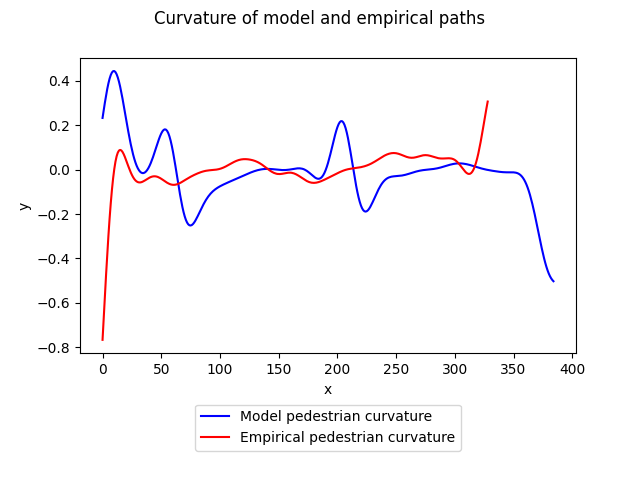 Curvature of model and empirical paths
0.4
0.2
0.0
−0.2
−0.4
−0.6
−0.8
y
0 50 100 150 200 250 300 350 400
x
Model pedestrian curvature
Empirical pedestrian curvature